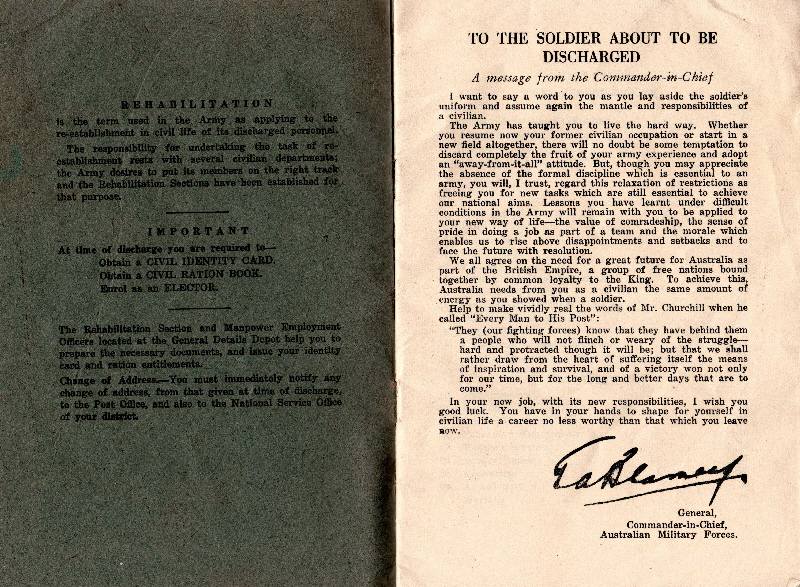 REHABILITATION
is the term used in the Army as applying to the
re-establishment in civil life of its discharged personnel.
The responsibility for undertaking the task of re-
establishment rests with several civilian departments;
the Army desires to put its members on the right track
and the Rehabilitation Sections have been established for
that purpose.
IMPORTANT
At time of discharge you are required to—
Obtain a CIVIL IDENTITY CARD.
Obtain a CIVIL RATION BOOK.
Enrol as an ELECTOR.
The Rehabilitation Section and Manpower Employment
Officers located at the General Details Depot help you to
prepare the necessary documents, and issue your identity
card and ration entitlements.
Change of Address—You must immediately notify any
change of address, from that given at time of discharge,
to the Post Office, and also to the National Service Office
of your district.
TO THE SOLDIER ABOUT TO BE
DISCHARGED
A message from the Commander-in-Chief
I want to say a word to you as you lay aside the soldier's
uniform and assume again the mantle and responsibilities of
a civilian.
The Army has taught you to live the hard way. Whether
you resume now your former civilian occupation or start in a
new field altogether, there will no doubt be some temptation to
discard completely the fruit of your army experience and adopt
an "away-from-it-all" attitude. But, though you may appreciate
the absence of the formal discipline which is essential to an
army, you will, I trust, regard this relaxation of restrictions as
freeing you for new tasks which are still essential to achieve
our national aims. Lessons you have learnt under difficult
conditions in the Army will remain with you to be applied to
your new way of life—the value of comradeship, the sense of
pride in doing a job as part of a team and the morale which
enables us to rise above disappointments and setbacks and to
face the future with resolution.
We all agree on the need for a great future for Australia as
part of the British Empire, a group of free nations bound
together by common loyalty to the King. To achieve this,
Australia needs from you as a civilian the same amount of
energy as you showed when a soldier.
Help to make vividly real the words of Mr. Churchill when he
called "Every Man to His Post":
"They (our fighting forces) know that they have behind them
a people who will not flinch or weary of the struggle—
hard and protracted though it will be; but that we shall
rather draw from the heart of suffering itself the means
of inspiration and survival, and of a victory won not only
for our time, but for the long and better days that are to
come."
In your new job, with its new responsibilities, I wish you
good luck. You have in your hands to shape for yourself in
civilian life a career no less worthy than that which you leave
now.
T a Blamey
General,
Commander-in-Chief,
Australian Military Forces.